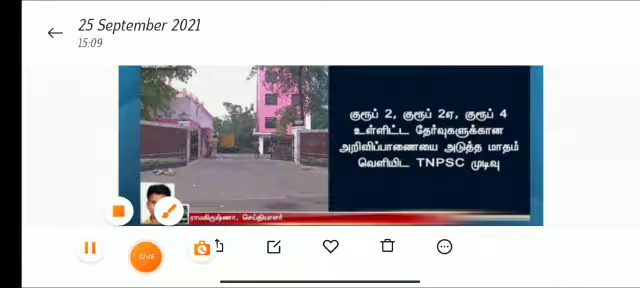 25 September 2021
15:09
குரூப் 2, குரூப் 2ஏ, குரூப் 4
உள்ளிட்ட தேர்வுகளுக்கான
அறிவிப்பாணையை அடுத்த மாதம்
வெளியிட TNPSC முடிவு
ராமகிருஷ்ணா, செய்தியாளர்
02:46